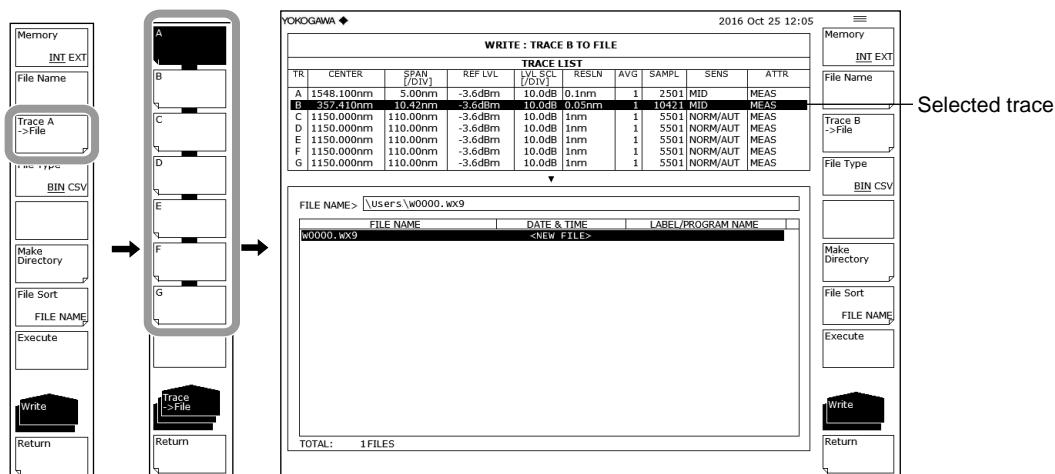 Memory
INT EXT
File Name
Trace A
->File
File Type
BIN CSV
Make
Directory
File Sort
FILE NAME
Execute
Write
Return
A
B
C
D
E
F
G
Trace
->File
Return
YOKOGAWA 2016 Oct 25 12:05
WRITE : TRACE B TO FILE
TRACE LIST
TR CENTER SPAN [/DIV] REF LVL LVL SCL [/DIV] RESLN AVG SAMPL SENS ATTR
A 1548.100nm 5.00nm -3.6dBm 10.0dB 0.1nm 1 2501 MID MEAS
B 357.410nm 10.42nm -3.6dBm 10.0dB 0.05nm 1 10421 MID MEAS
C 1150.000nm 110.00nm -3.6dBm 10.0dB 1nm 1 5501 NORM/AUT MEAS
D 1150.000nm 110.00nm -3.6dBm 10.0dB 1nm 1 5501 NORM/AUT MEAS
E 1150.000nm 110.00nm -3.6dBm 10.0dB 1nm 1 5501 NORM/AUT MEAS
F 1150.000nm 110.00nm -3.6dBm 10.0dB 1nm 1 5501 NORM/AUT MEAS
G 1150.000nm 110.00nm -3.6dBm 10.0dB 1nm 1 5501 NORM/AUT MEAS
FILE NAME> \Users\W0000.WX9
FILE NAME DATE & TIME LABEL/PROGRAM NAME
W0000.WX9 <NEW FILE>
TOTAL: 1FILES
Memory
INT EXT
File Name
Trace B
->File
File Type
BIN CSV
Make
Directory
File Sort
FILE NAME
Execute
Write
Return
Selected trace